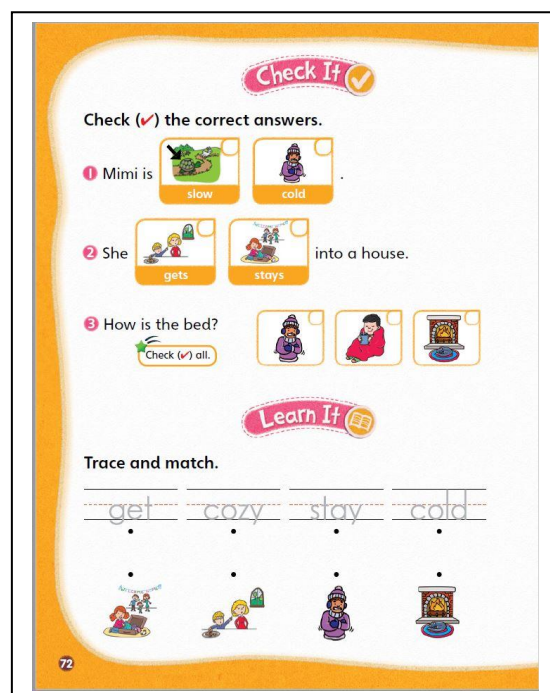 Check It
Check (✔) the correct answers.
1 Mimi is slow cold .
2 She gets stays into a house.
3 How is the bed?
Check (✔) all.
Learn It
Trace and match.
get cozy stay cold
72